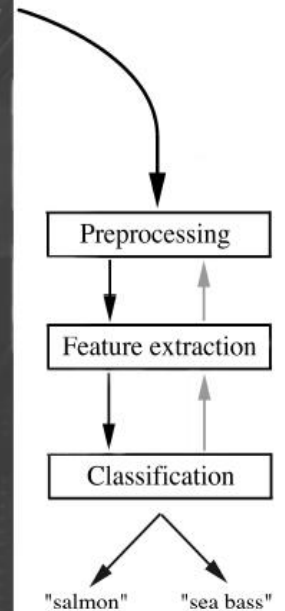 Preprocessing
Feature extraction
Classification
"salmon" "sea bass"